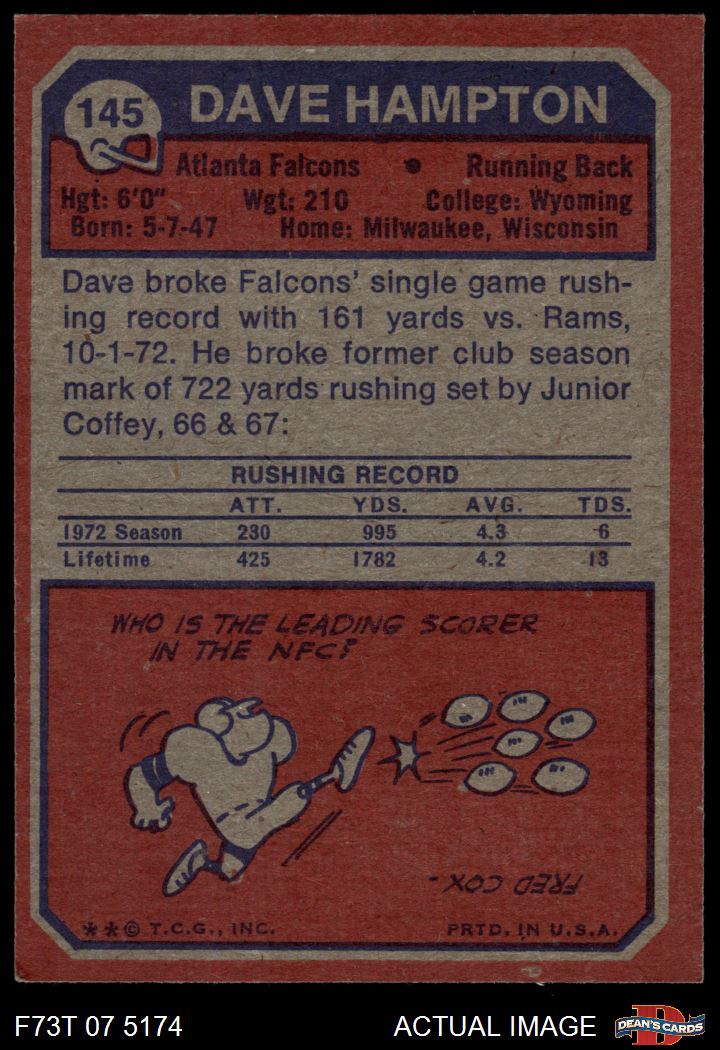 145 DAVE HAMPTON
Atlanta Falcons • Running Back
Hgt: 6'0" Wgt: 210 College: Wyoming
Born: 5-7-47 Home: Milwaukee, Wisconsin
Dave broke Falcons' single game rush-
ing record with 161 yards vs. Rams,
10-1-72. He broke former club season
mark of 722 yards rushing set by Junior
Coffey, 66 & 67:
RUSHING RECORD
ATT. YDS. AVG. TDS.
1972 Season 230 995 4.3 6
Lifetime 425 1782 4.2 13
WHO IS THE LEADING SCORER
IN THE NFC?
FRED COX.
**© T.C.G., INC. PRTD. IN U.S.A.
F73T 07 5174 ACTUAL IMAGE D DEAN'S CARDS